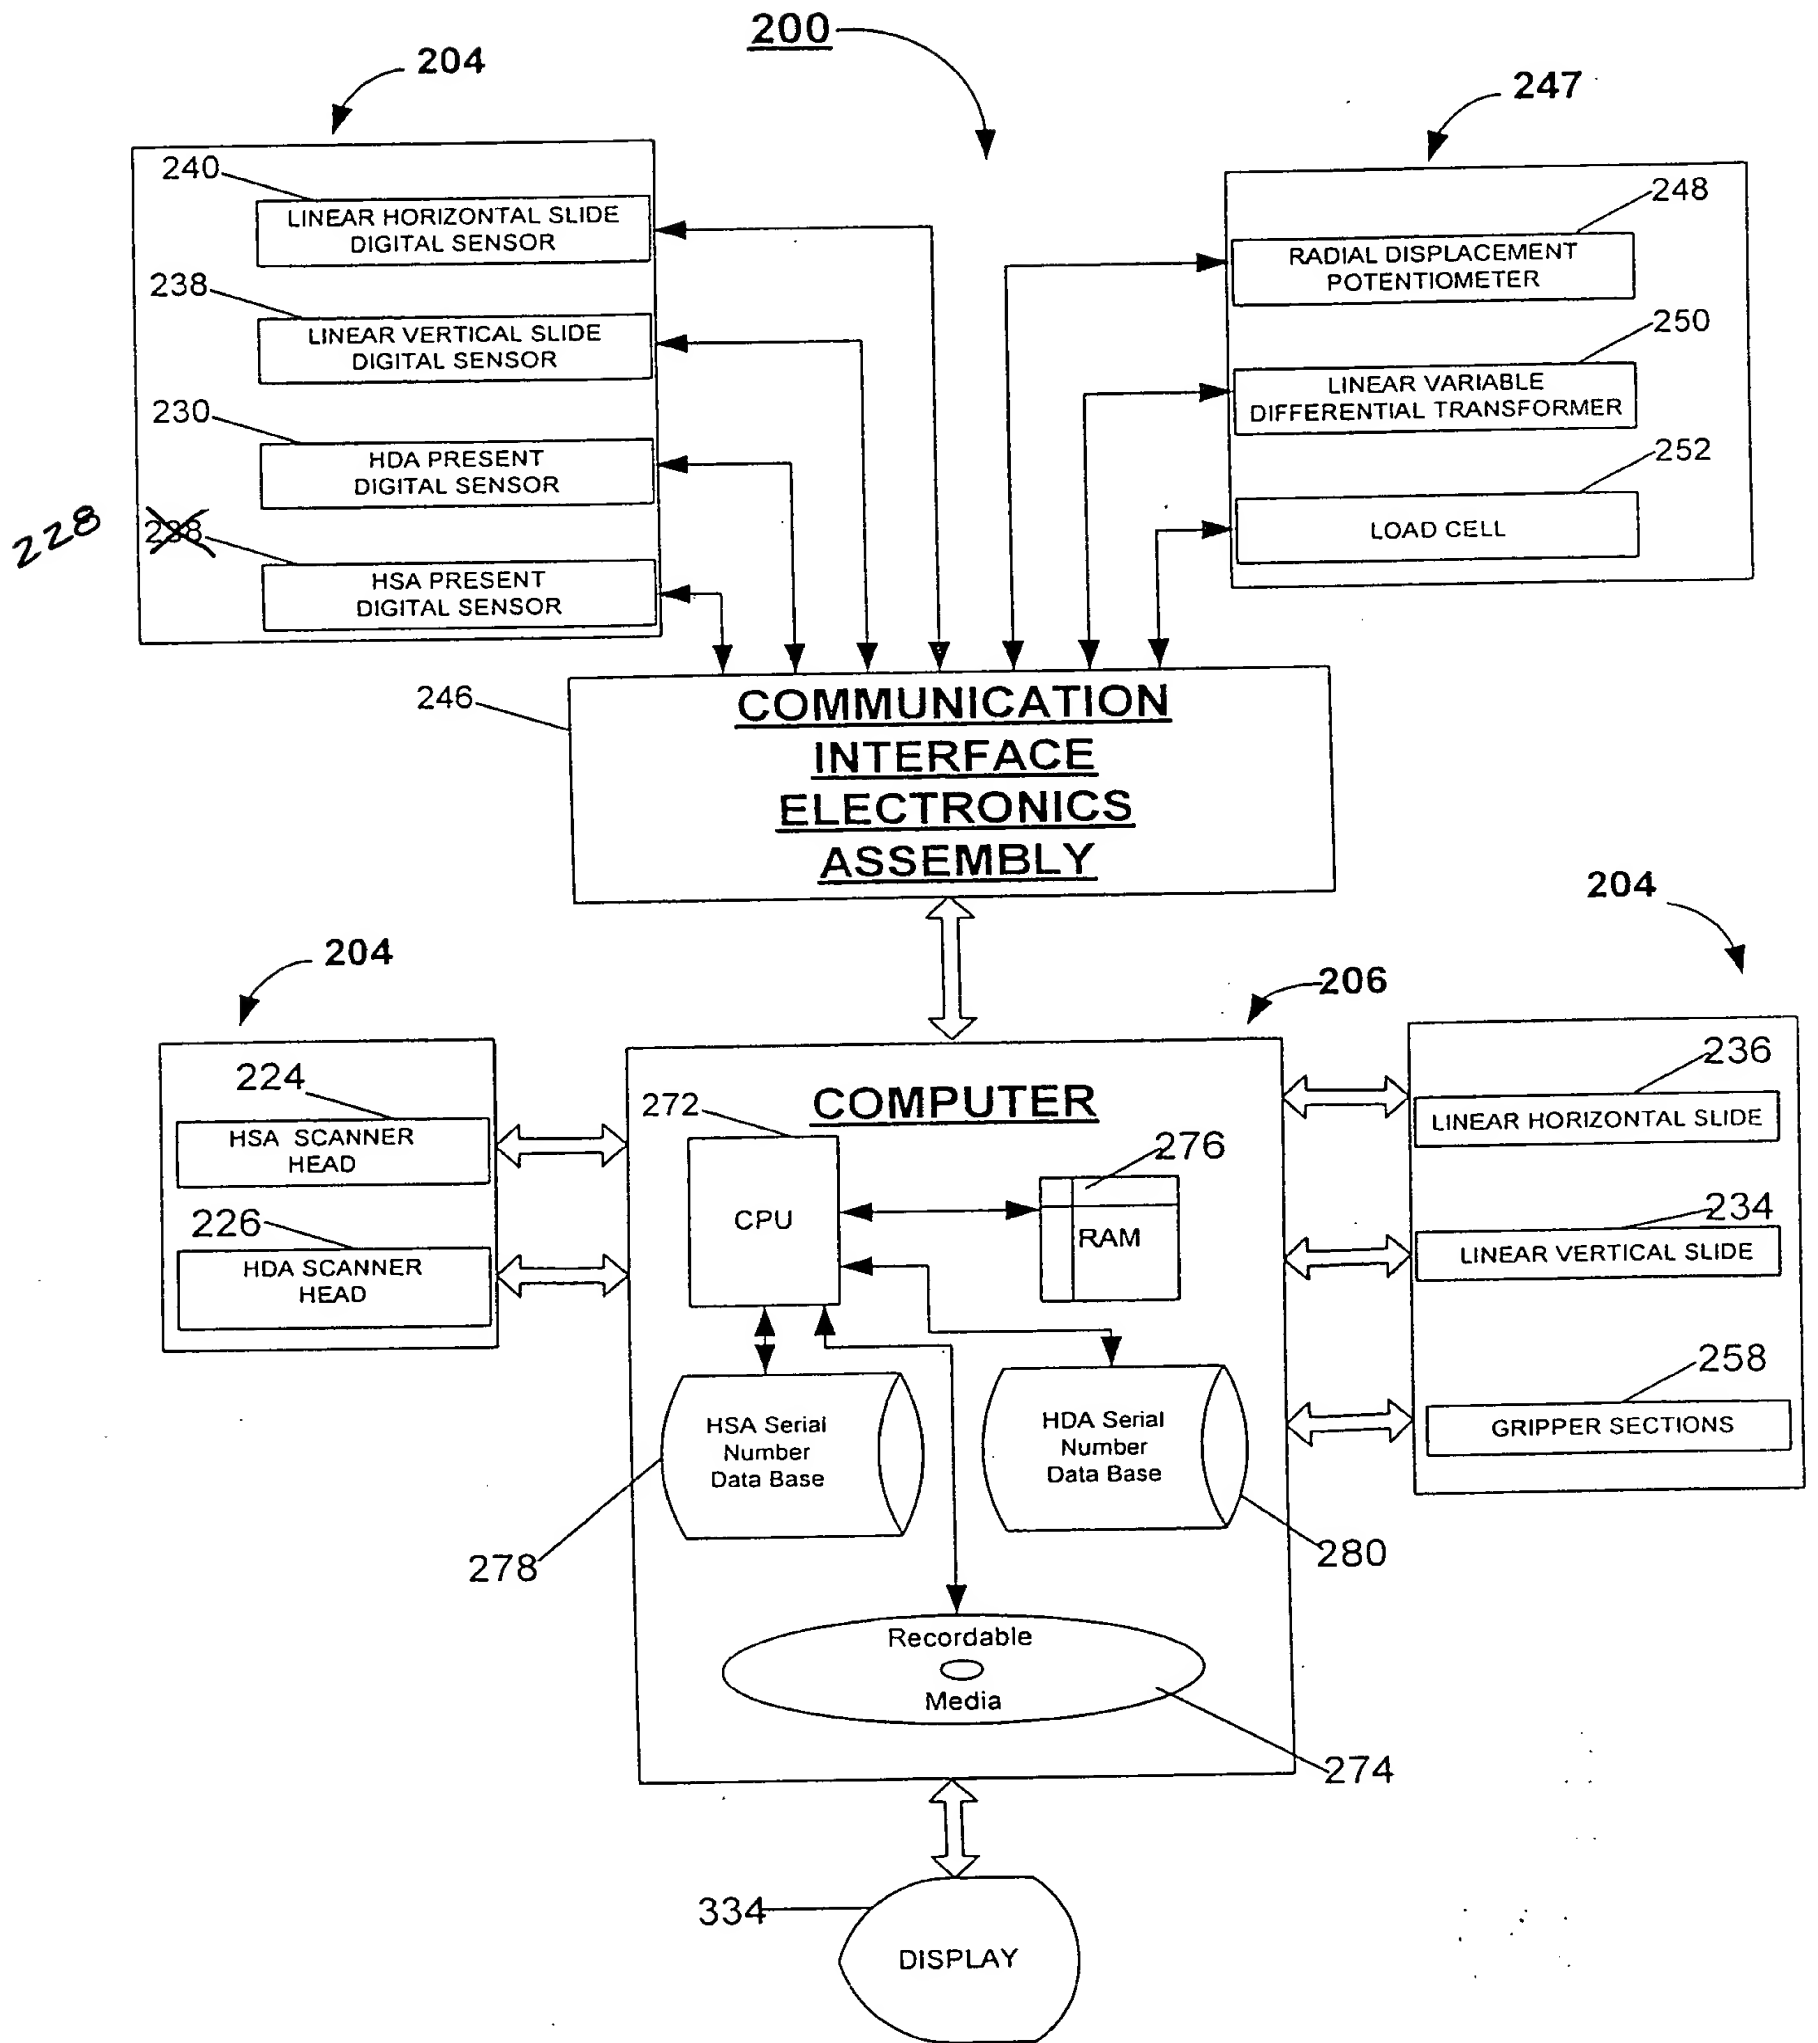 200
204
240
LINEAR HORIZONTAL SLIDE
DIGITAL SENSOR
238
LINEAR VERTICAL SLIDE
DIGITAL SENSOR
230
HDA PRESENT
DIGITAL SENSOR
228
238
HSA PRESENT
DIGITAL SENSOR
247
248
RADIAL DISPLACEMENT
POTENTIOMETER
250
LINEAR VARIABLE
DIFFERENTIAL TRANSFORMER
252
LOAD CELL
246
COMMUNICATION
INTERFACE
ELECTRONICS
ASSEMBLY
204
224
HSA SCANNER
HEAD
226
HDA SCANNER
HEAD
206
COMPUTER
272
CPU
276
RAM
HSA Serial
Number
Data Base
278
HDA Serial
Number
Data Base
280
Recordable
Media
274
204
236
LINEAR HORIZONTAL SLIDE
234
LINEAR VERTICAL SLIDE
258
GRIPPER SECTIONS
334
DISPLAY